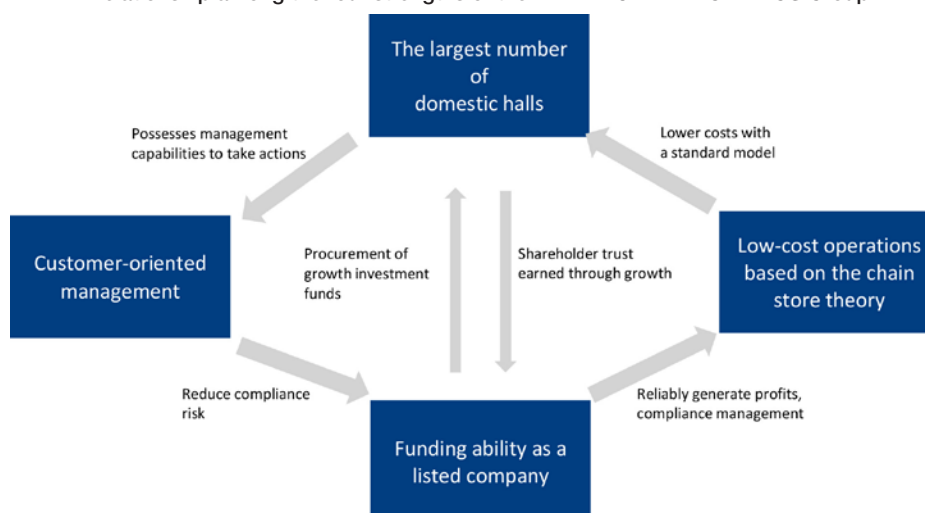 The largest number
of
domestic halls
Possesses management
capabilities to take actions
Lower costs with
a standard model
Customer-oriented
management
Procurement of
growth investment
funds
Shareholder trust
earned through growth
Low-cost operations
based on the chain
store theory
Reduce compliance
risk
Reliably generate profits,
compliance management
Funding ability as a
listed company